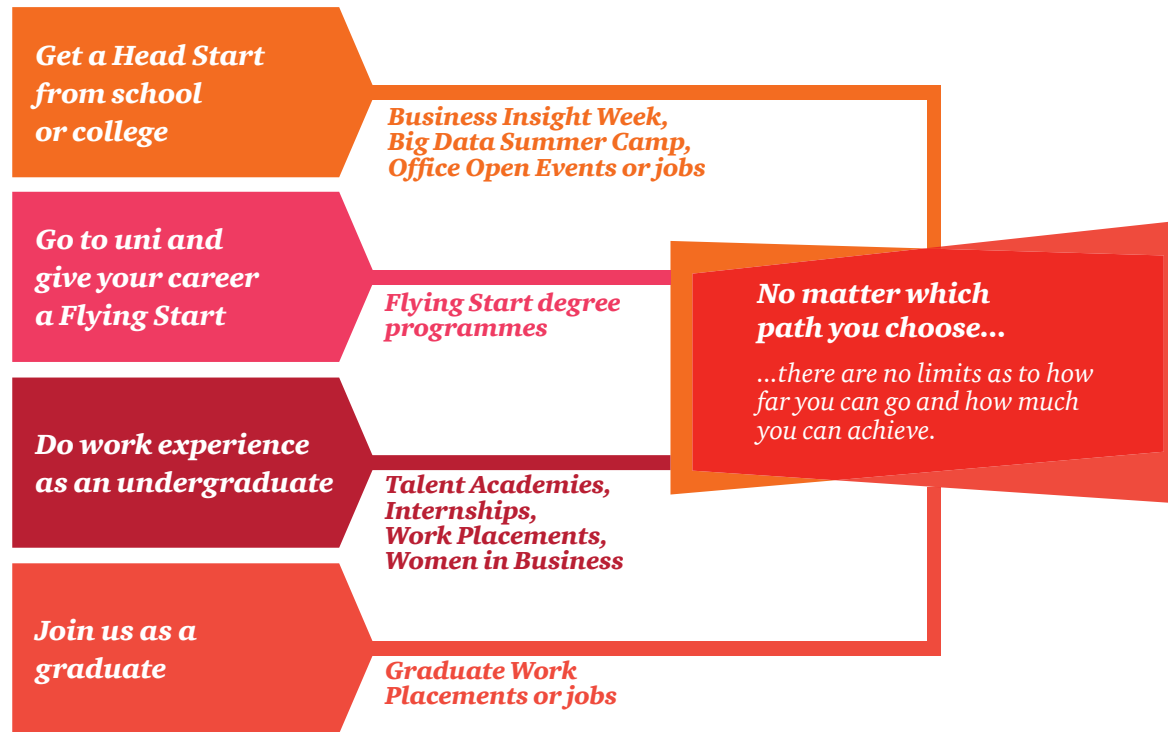 Get a Head Start
from school
or college
Business Insight Week,
Big Data Summer Camp,
Office Open Events or jobs
Go to uni and
give your career
a Flying Start
Flying Start degree
programmes
Do work experience
as an undergraduate
Talent Academies,
Internships,
Work Placements,
Women in Business
Join us as a
graduate
Graduate Work
Placements or jobs
No matter which
path you choose...
...there are no limits as to how
far you can go and how much
you can achieve.